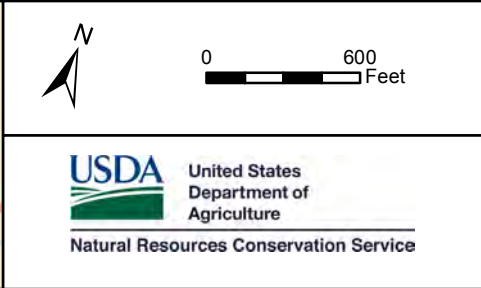 N
0 600
Feet
USDA
United States
Department of
Agriculture
Natural Resources Conservation Service